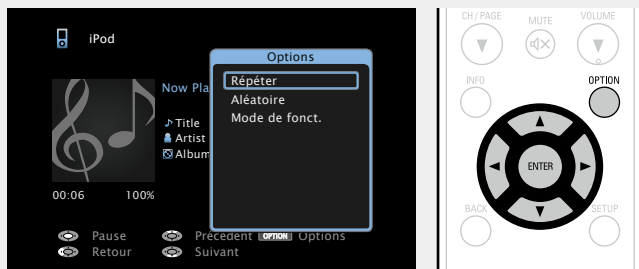 iPod
Options
Now Pla
Répéter
Aléatoire
Mode de fonct.
Title
Artist
Album
00:06 100%
Pause Précédent OPTION Options
Retour Suivant
CH / PAGE MUTE VOLUME
INFO OPTION
ENTER
BACK SETUP